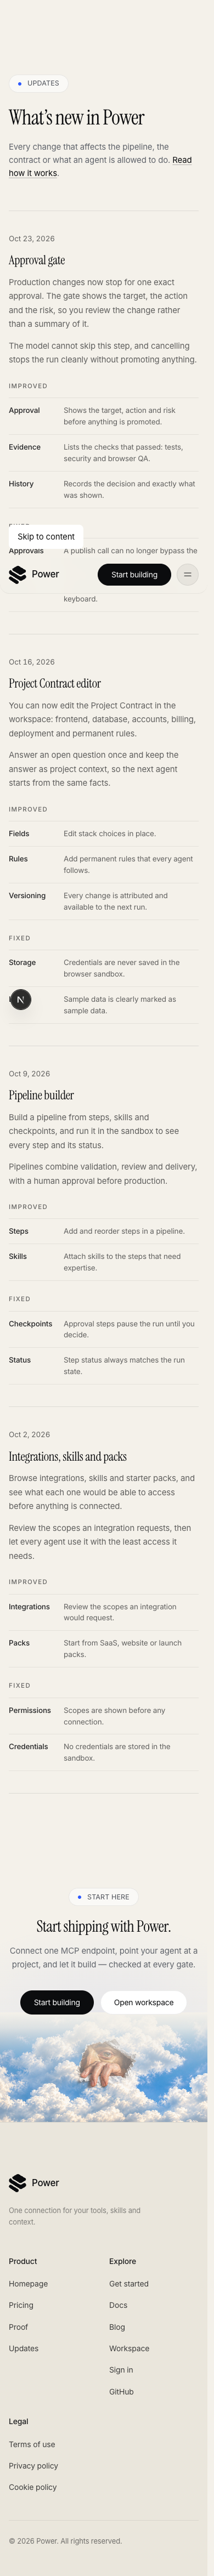 UPDATES
What's new in Power
Every change that affects the pipeline, the
contract or what an agent is allowed to do. Read
how it works.
Oct 23, 2026
Approval gate
Production changes now stop for one exact
approval. The gate shows the target, the action
and the risk, so you review the change rather
than a summary of it.
The model cannot skip this step, and cancelling
stops the run cleanly without promoting anything.
IMPROVED
Approval Shows the target, action and risk
before anything is promoted.
Evidence Lists the checks that passed: tests,
security and browser QA.
History Records the decision and exactly what
was shown.
Skip to content
Approvals A publish call can no longer bypass the
Power
Start building
keyboard.
Oct 16, 2026
Project Contract editor
You can now edit the Project Contract in the
workspace: frontend, database, accounts, billing,
deployment and permanent rules.
Answer an open question once and keep the
answer as project context, so the next agent
starts from the same facts.
IMPROVED
Fields Edit stack choices in place.
Rules Add permanent rules that every agent
follows.
Versioning Every change is attributed and
available to the next run.
FIXED
Storage Credentials are never saved in the
browser sandbox.
N Sample data is clearly marked as
sample data.
Oct 9, 2026
Pipeline builder
Build a pipeline from steps, skills and
checkpoints, and run it in the sandbox to see
every step and its status.
Pipelines combine validation, review and delivery,
with a human approval before production.
IMPROVED
Steps Add and reorder steps in a pipeline.
Skills Attach skills to the steps that need
expertise.
FIXED
Checkpoints Approval steps pause the run until you
decide.
Status Step status always matches the run
state.
Oct 2, 2026
Integrations, skills and packs
Browse integrations, skills and starter packs, and
see what each one would be able to access
before anything is connected.
Review the scopes an integration requests, then
let every agent use it with the least access it
needs.
IMPROVED
Integrations Review the scopes an integration
would request.
Packs Start from SaaS, website or launch
packs.
FIXED
Permissions Scopes are shown before any
connection.
Credentials No credentials are stored in the
sandbox.
START HERE
Start shipping with Power.
Connect one MCP endpoint, point your agent at a
project, and let it build — checked at every gate.
Start building
Open workspace
Power
One connection for your tools, skills and
context.
Product
Homepage
Pricing
Proof
Updates
Explore
Get started
Docs
Blog
Workspace
Sign in
GitHub
Legal
Terms of use
Privacy policy
Cookie policy
© 2026 Power. All rights reserved.